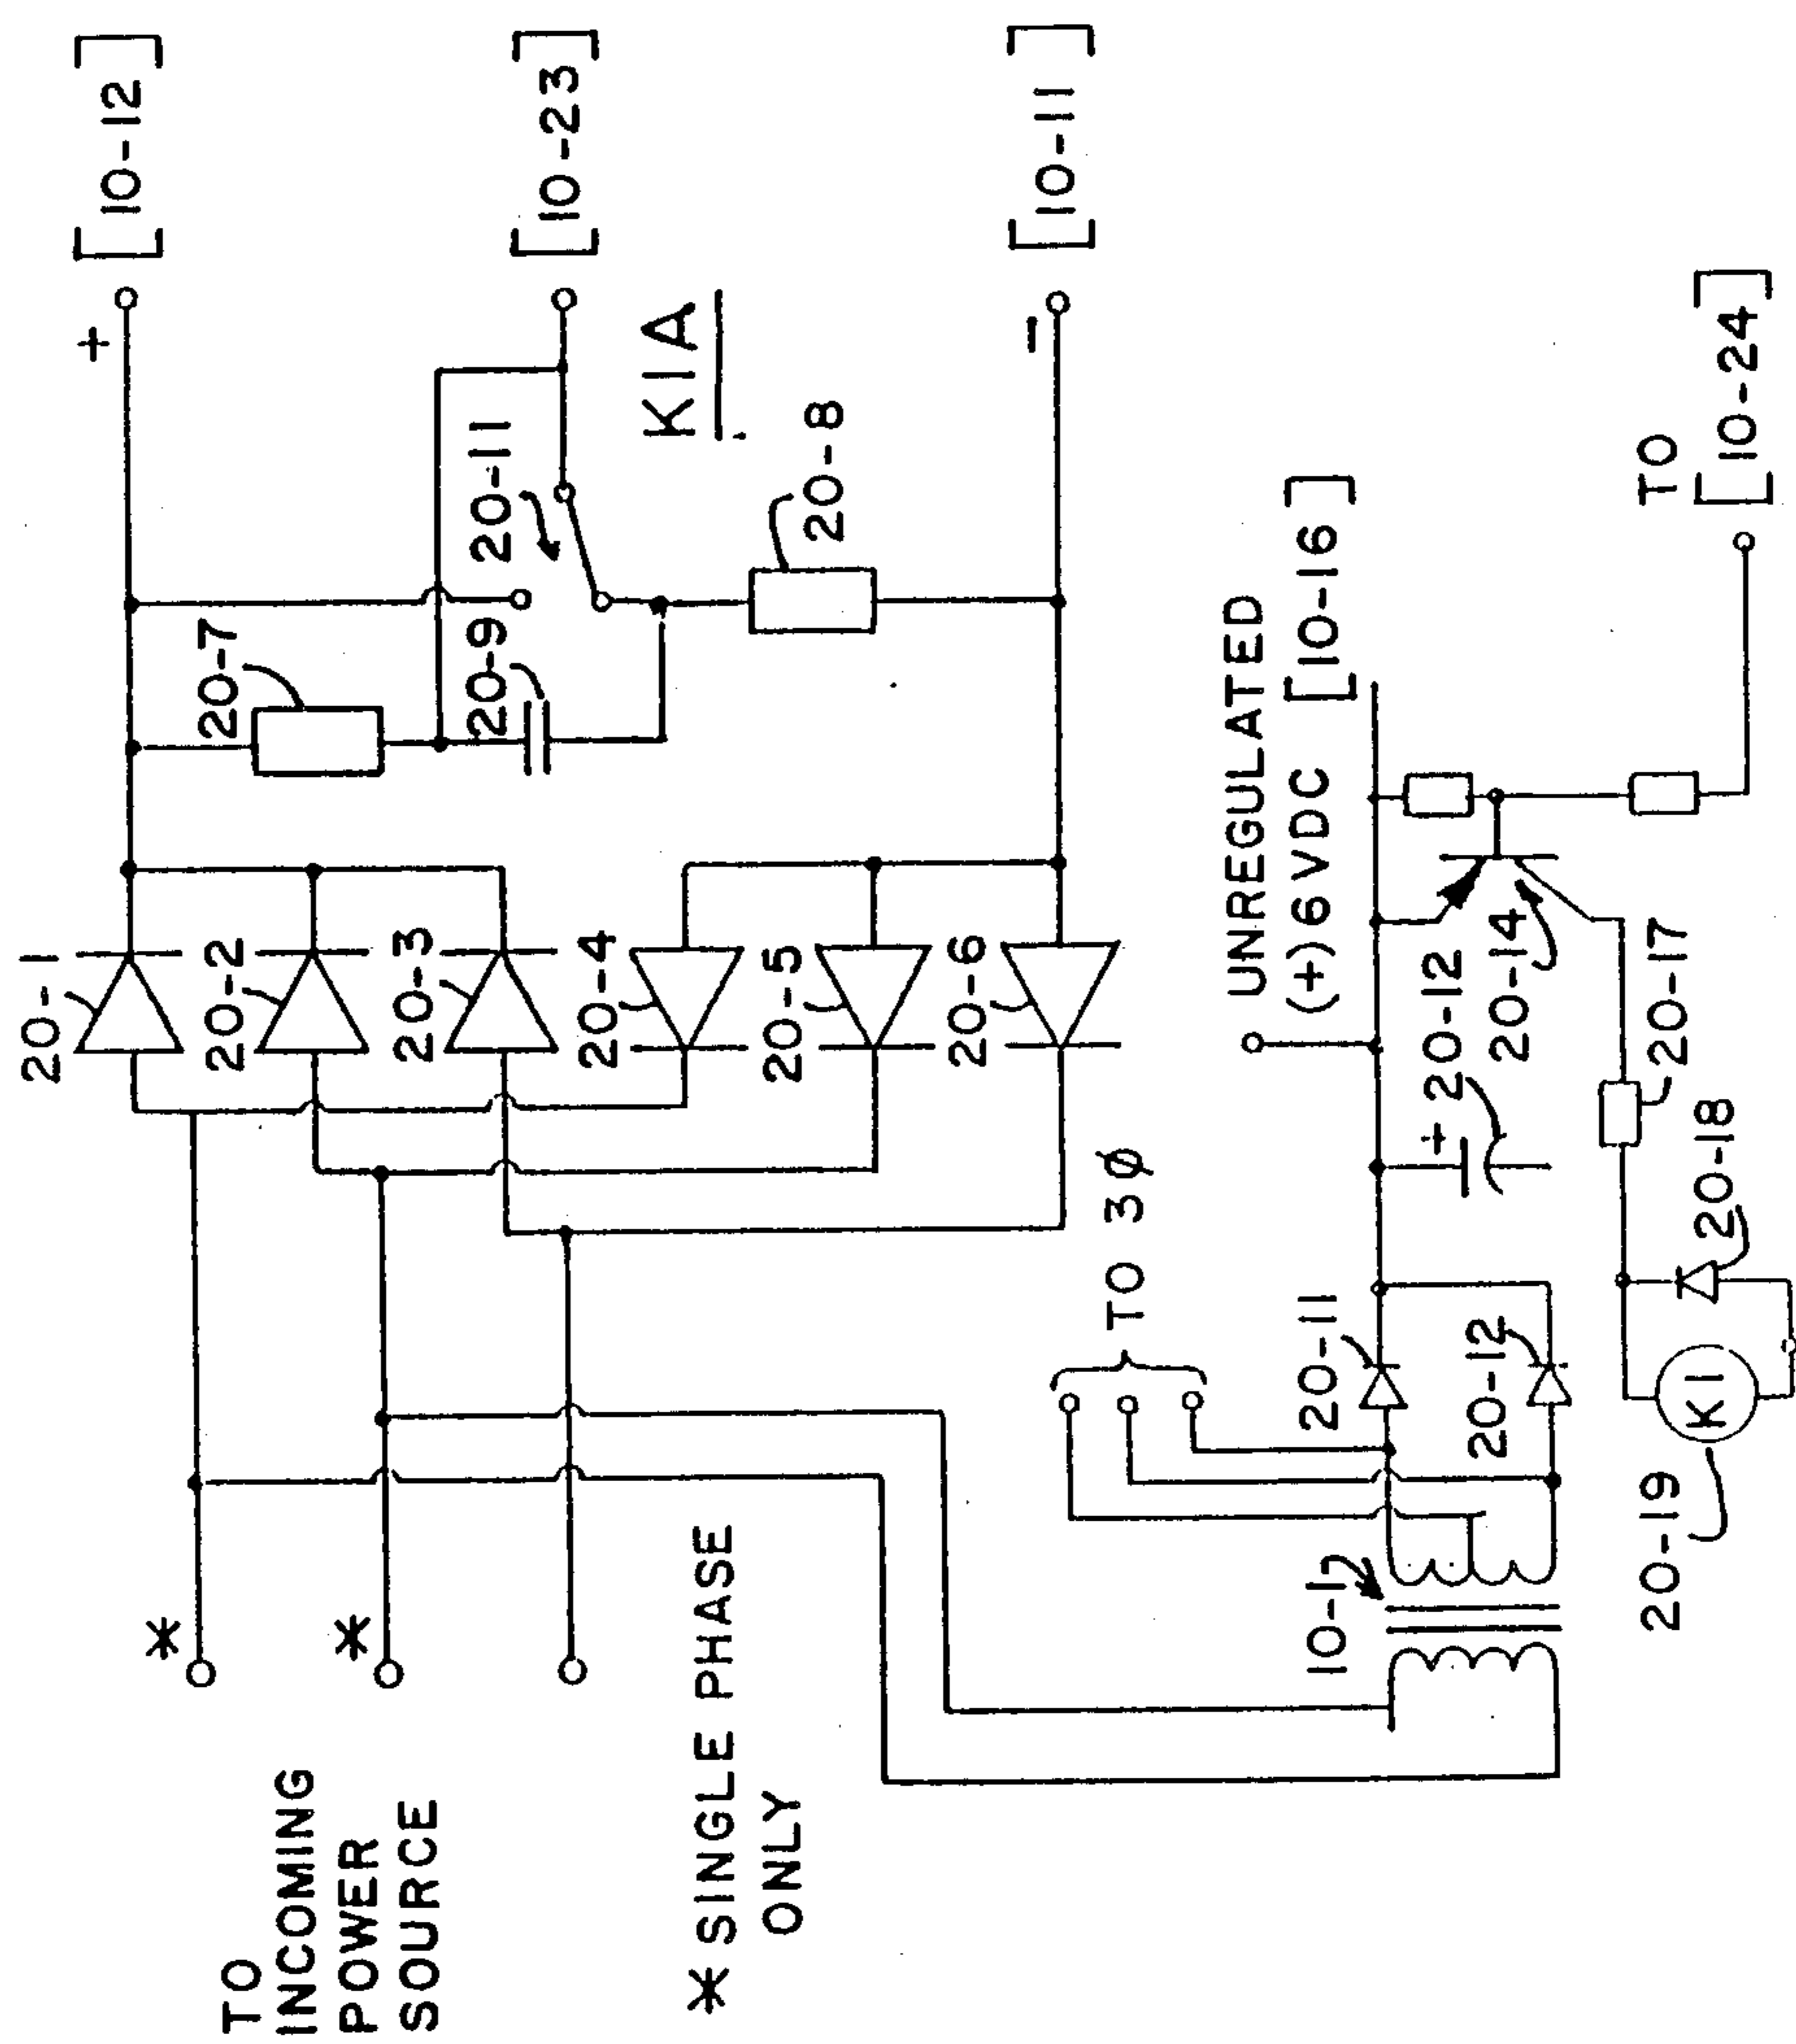 TO
INCOMING
POWER
SOURCE
*
*
* SINGLE PHASE
ONLY
20-1
20-2
20-3
20-4
20-5
20-6
20-7
20-9
20-11
K1A
20-8
+
[10-12]
[10-23]
−
[10-11]
10-1
TO 3Ø
20-11
20-12
UNREGULATED
(+)6VDC [10-16]
+
20-12
20-14
20-17
20-18
K1
20-19
TO
[10-24]